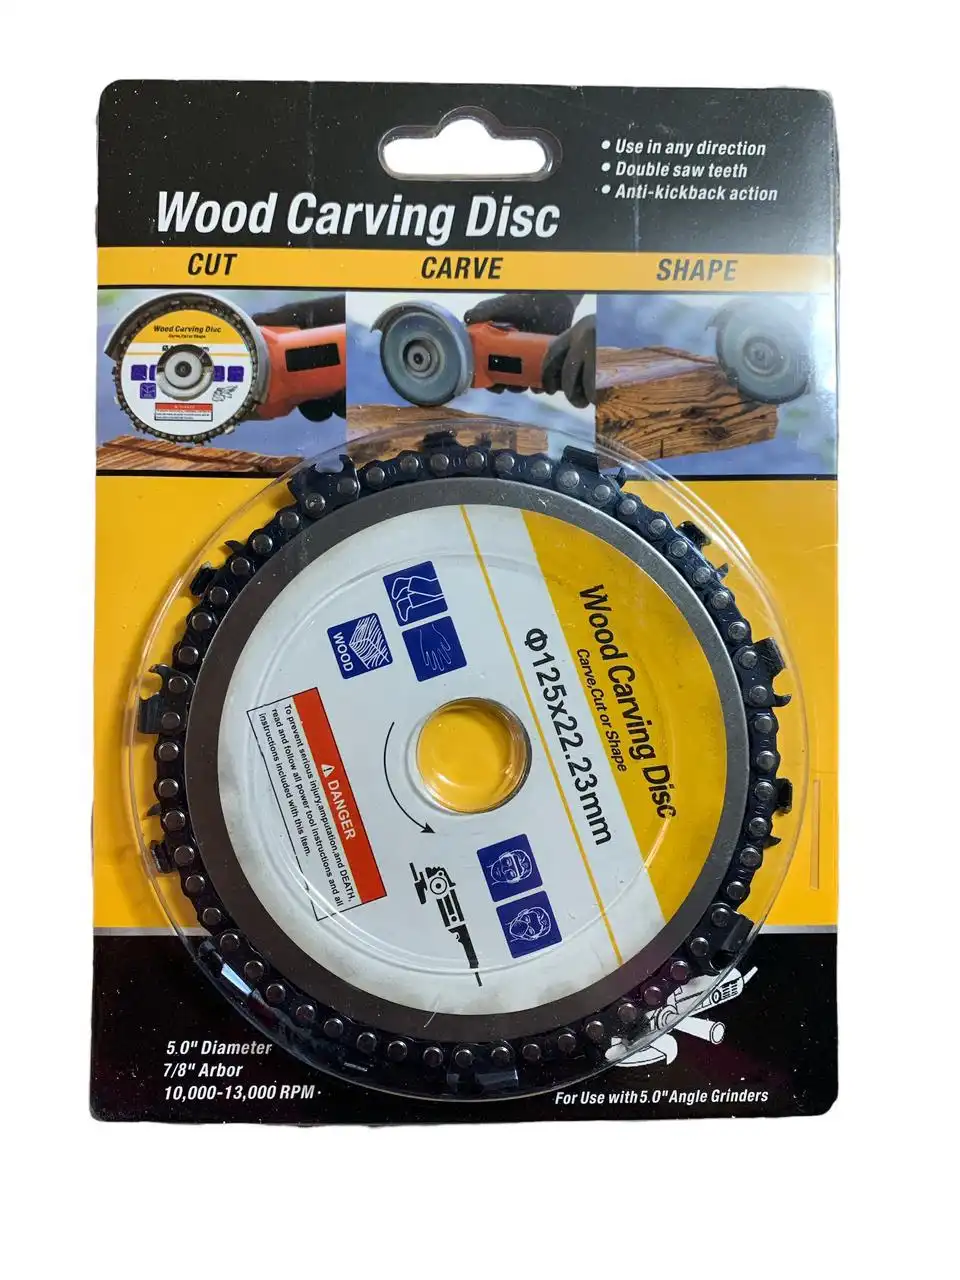 • Use in any direction
• Double saw teeth
• Anti-kickback action
Wood Carving Disc
CUT
CARVE
SHAPE
Wood Carving Disc
Carve,Cut or Shape
Wood Carving Disc
Carve,Cut or Shape
Φ125x22.23mm
WOOD
⚠ DANGER
To prevent serious injury,amputation,and DEATH,
read and follow all power tool instructions and all
instructions included with this item.
5.0" Diameter
7/8" Arbor
10,000-13,000 RPM·
For Use with 5.0" Angle Grinders